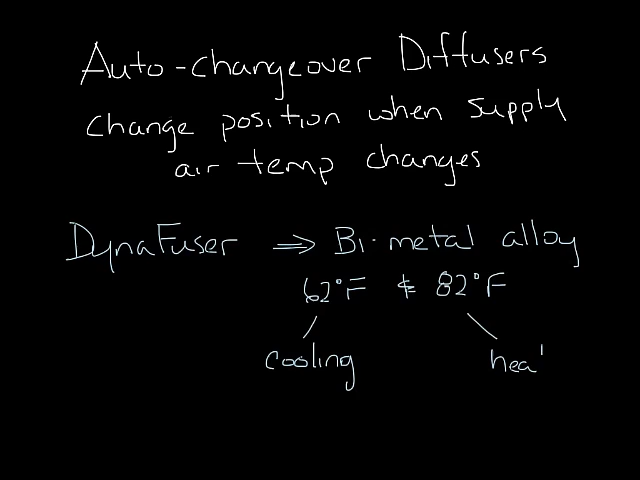 Auto-changeover Diffusers
change position when supply
air temp changes
DynaFuser ⇒ Bi-metal alloy
62°F & 82°F
cooling hea'